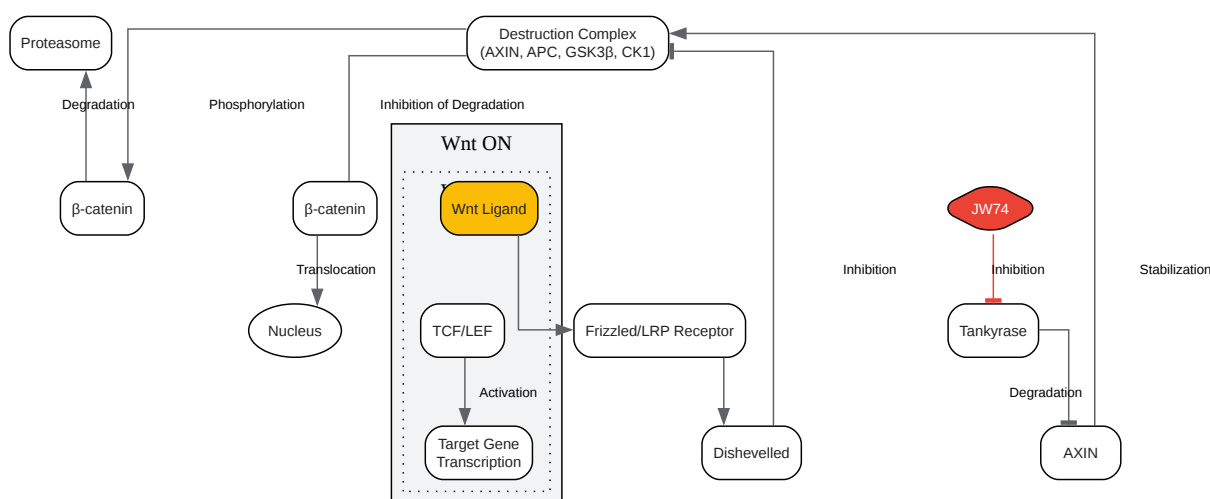 Destruction Complex
(AXIN, APC, GSK3β, CK1)
Proteasome
Degradation
Phosphorylation
Inhibition of Degradation
Wnt ON
β-catenin
β-catenin
Wnt Ligand
JW74
Translocation
Inhibition
Inhibition
Stabilization
Nucleus
TCF/LEF
Frizzled/LRP Receptor
Tankyrase
Activation
Degradation
Target Gene
Transcription
Dishevelled
AXIN